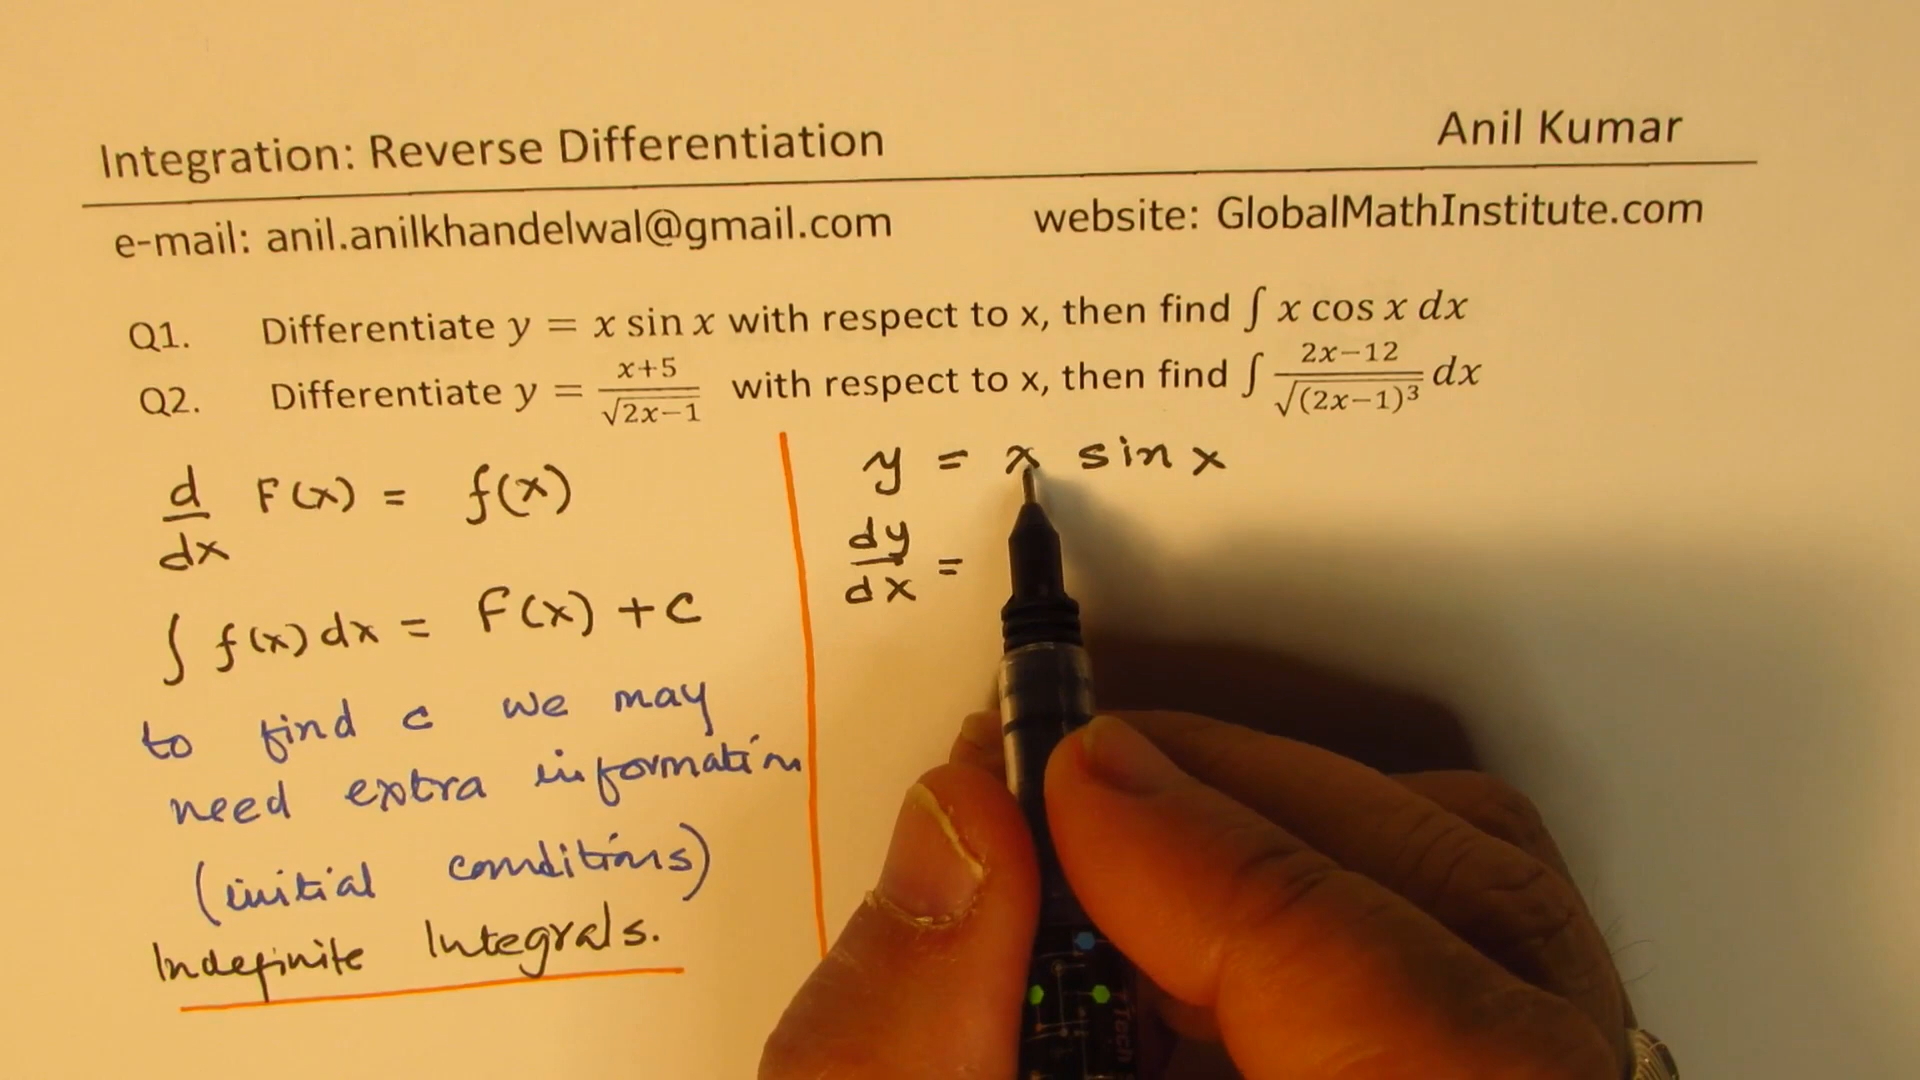 Integration: Reverse Differentiation
Anil Kumar
e-mail: anil.anilkhandelwal@gmail.com
website: GlobalMathInstitute.com
Q1. Differentiate y = x sin x with respect to x, then find ∫ x cos x dx
Q2. Differentiate y = (x+5)/√(2x−1) with respect to x, then find ∫ (2x−12)/√((2x−1)³) dx
d/dx F(x) = f(x)
∫ f(x) dx = F(x) + c
to find c we may
need extra information
(initial conditions)
Indefinite Integrals.
y = x sin x
dy/dx =
Tech